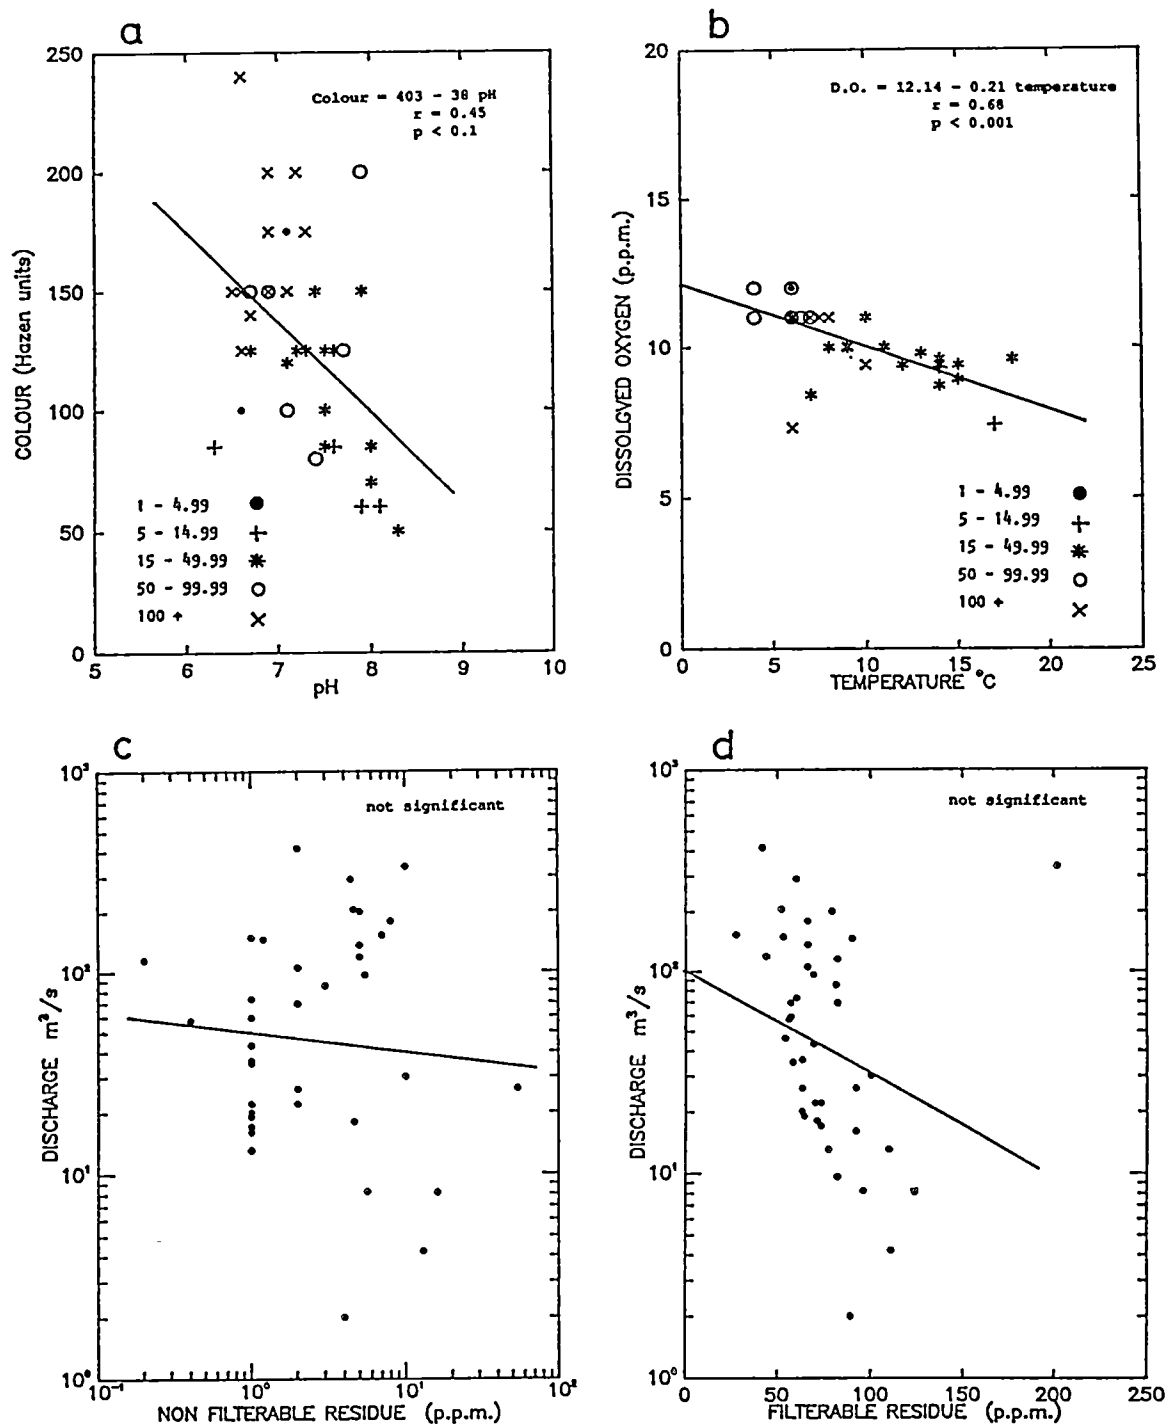 a
250
200
150
100
50
0
COLOUR (Hazen units)
Colour = 403 - 38 pH
r = 0.45
p < 0.1
1 - 4.99
5 - 14.99
15 - 49.99
50 - 99.99
100 +
5 6 7 8 9 10
pH
b
20
15
10
5
0
DISSOLGVED OXYGEN (p.p.m.)
D.O. = 12.14 - 0.21 temperature
r = 0.68
p < 0.001
1 - 4.99
5 - 14.99
15 - 49.99
50 - 99.99
100 +
0 5 10 15 20 25
TEMPERATURE °C
c
10³
10²
10¹
10⁰
DISCHARGE m³/s
not significant
10⁻¹ 10⁰ 10¹ 10²
NON FILTERABLE RESIDUE (p.p.m.)
d
10³
10²
10¹
10⁰
DISCHARGE m³/s
not significant
0 50 100 150 200 250
FILTERABLE RESIDUE (p.p.m.)